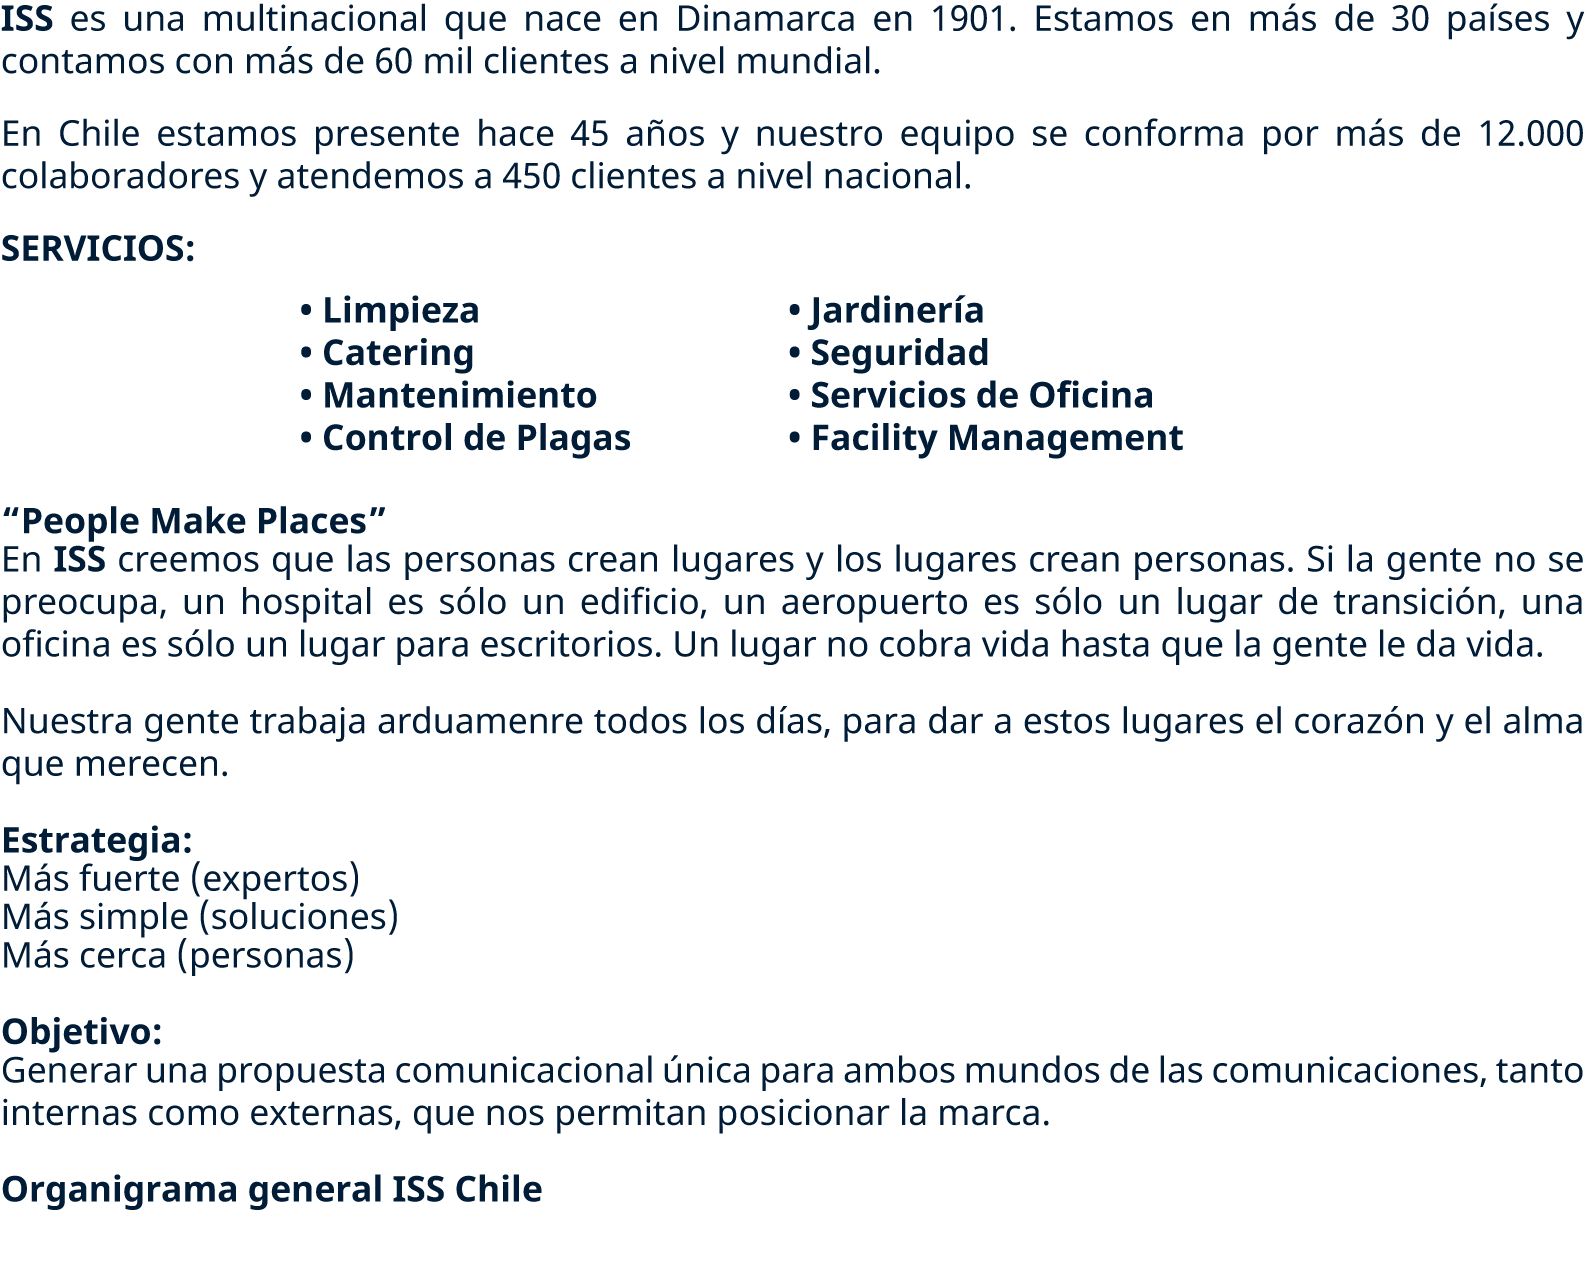 ISS es una multinacional que nace en Dinamarca en 1901. Estamos en más de 30 países y
contamos con más de 60 mil clientes a nivel mundial.
En Chile estamos presente hace 45 años y nuestro equipo se conforma por más de 12.000
colaboradores y atendemos a 450 clientes a nivel nacional.
SERVICIOS:
• Limpieza
• Catering
• Mantenimiento
• Control de Plagas
• Jardinería
• Seguridad
• Servicios de Oficina
• Facility Management
“People Make Places”
En ISS creemos que las personas crean lugares y los lugares crean personas. Si la gente no se
preocupa, un hospital es sólo un edificio, un aeropuerto es sólo un lugar de transición, una
oficina es sólo un lugar para escritorios. Un lugar no cobra vida hasta que la gente le da vida.
Nuestra gente trabaja arduamenre todos los días, para dar a estos lugares el corazón y el alma
que merecen.
Estrategia:
Más fuerte (expertos)
Más simple (soluciones)
Más cerca (personas)
Objetivo:
Generar una propuesta comunicacional única para ambos mundos de las comunicaciones, tanto
internas como externas, que nos permitan posicionar la marca.
Organigrama general ISS Chile